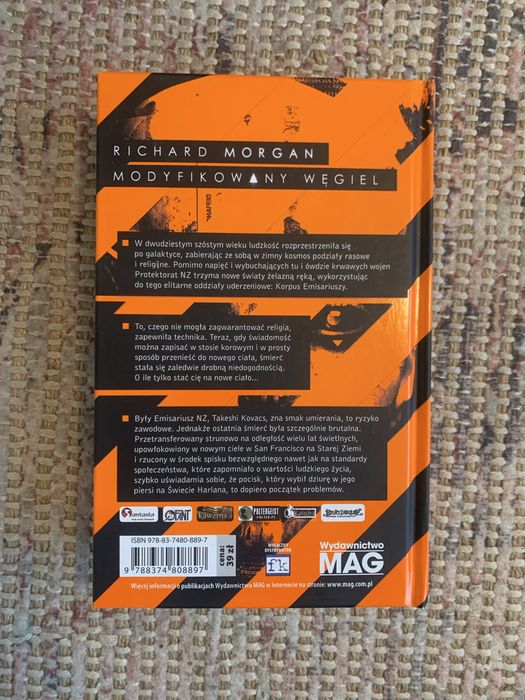 RICHARD MORGAN
MODYFIKOWANY WĘGIEL
W dwudziestym szóstym wieku ludzkość rozprzestrzeniła się
po galaktyce, zabierając ze sobą w zimny kosmos podziały rasowe
i religijne. Pomimo napięć i wybuchających tu i ówdzie krwawych wojen
Protektorat NZ trzyma nowe światy żelazną ręką, wykorzystując
do tego elitarne oddziały uderzeniowe: Korpus Emisariuszy.
To, czego nie mogła zagwarantować religia,
zapewniła technika. Teraz, gdy świadomość
można zapisać w stosie korowym i w prosty
sposób przenieść do nowego ciała, śmierć
stała się zaledwie drobną niedogodnością.
O ile tylko stać cię na nowe ciało...
Były Emisariusz NZ, Takeshi Kovacs, zna smak umierania, to ryzyko
zawodowe. Jednakże ostatnia śmierć była szczególnie brutalna.
Przetransferowany strunowo na odległość wielu lat świetlnych,
upowłokowiony w nowym ciele w San Francisco na Starej Ziemi
i rzucony w środek spisku bezwzględnego nawet jak na standardy
społeczeństwa, które zapomniało o wartości ludzkiego życia,
szybko uświadamia sobie, że pocisk, który wybił dziurę w jego
piersi na Świecie Harlana, to dopiero początek problemów.
fantasta
kawerna
POLTERGEIST
POLTER.PL
ISBN 978-83-7480-889-7
9 788374 808897
cena:
39 zł
WYŁĄCZNY
DYSTRYBUTOR
fk
Wydawnictwo
MAG
Więcej informacji o publikacjach Wydawnictwa MAG w Internecie na stronie: www.mag.com.pl